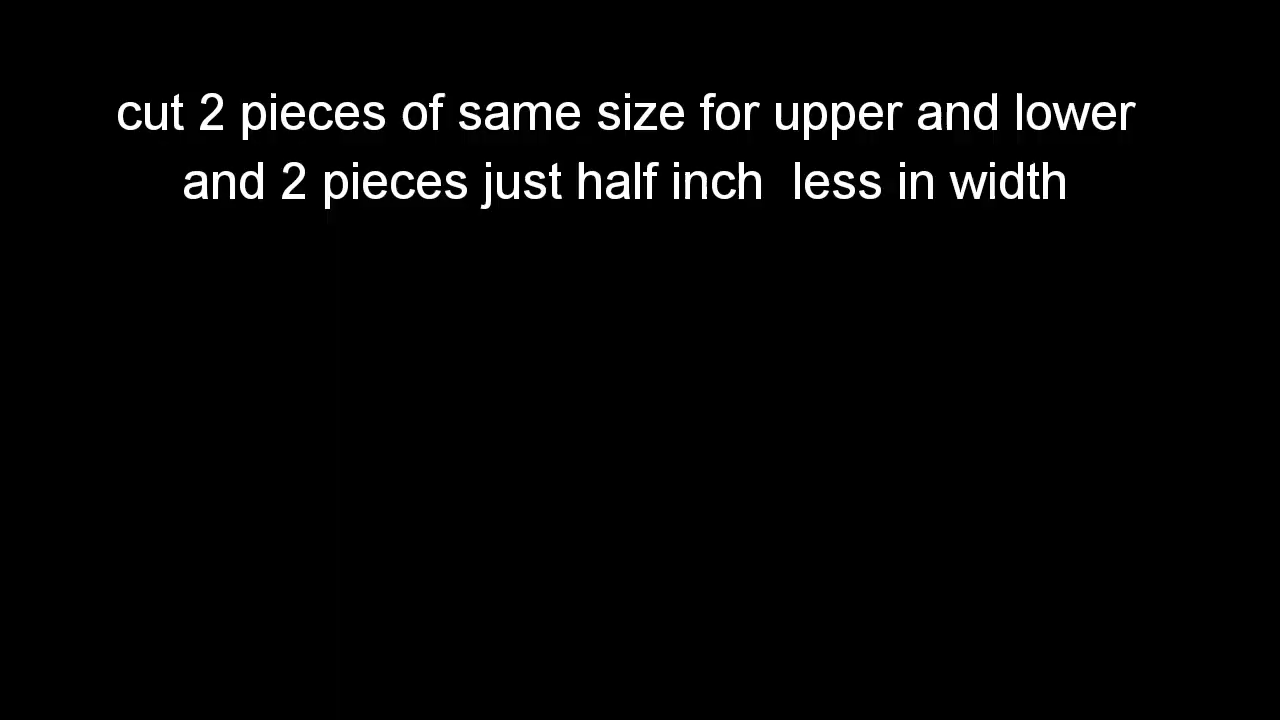 cut 2 pieces of same size for upper and lower
and 2 pieces just half inch  less in width